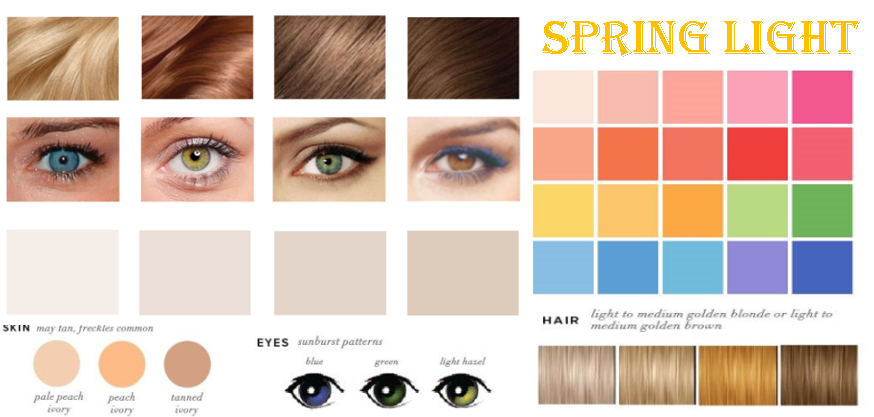 SPRING LIGHT
SKIN may tan, freckles common
pale peach
ivory
peach
ivory
tanned
ivory
EYES sunburst patterns
blue
green
light hazel
HAIR light to medium golden blonde or light to
medium golden brown